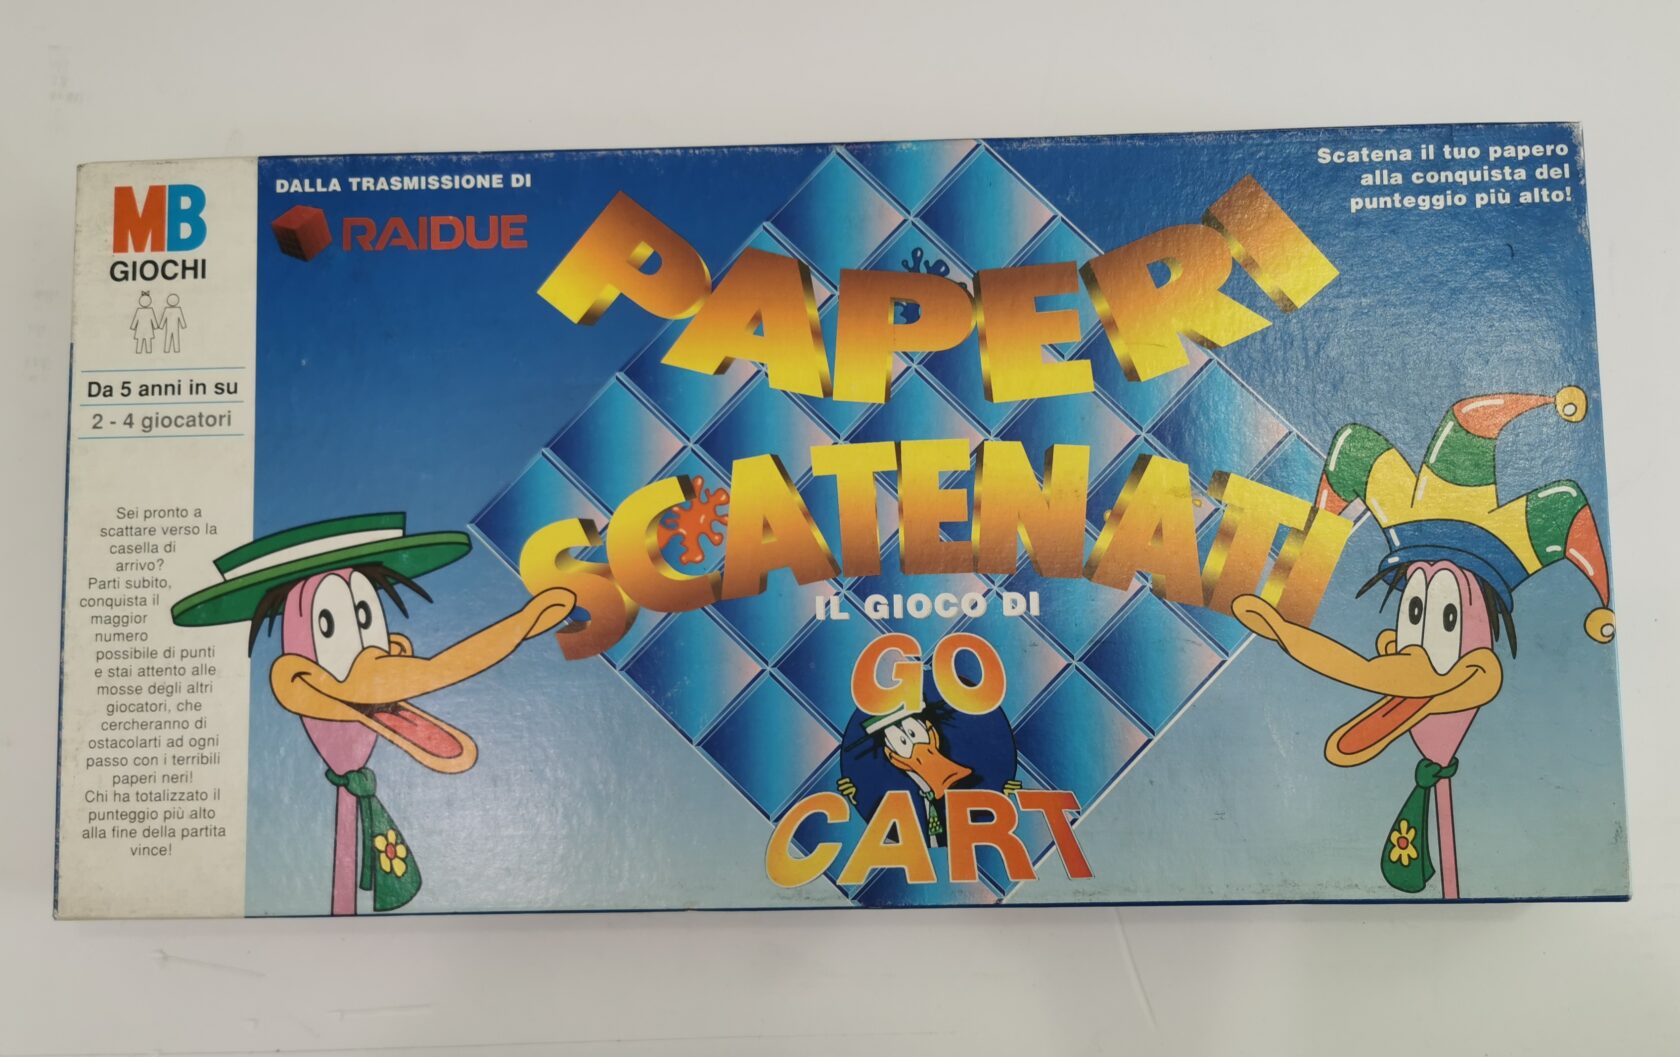 MB
GIOCHI
Da 5 anni in su
2 - 4 giocatori
Sei pronto a
scattare verso la
casella di
arrivo?
Parti subito,
conquista il
maggior
numero
possibile di punti
e stai attento alle
mosse degli altri
giocatori, che
cercheranno di
ostacolarti ad ogni
passo con i terribili
paperi neri!
Chi ha totalizzato il
punteggio più alto
alla fine della partita
vince!
DALLA TRASMISSIONE DI
RAIDUE
Scatena il tuo papero
alla conquista del
punteggio più alto!
PAPERI
SCATENATI
IL GIOCO DI
GO
CART